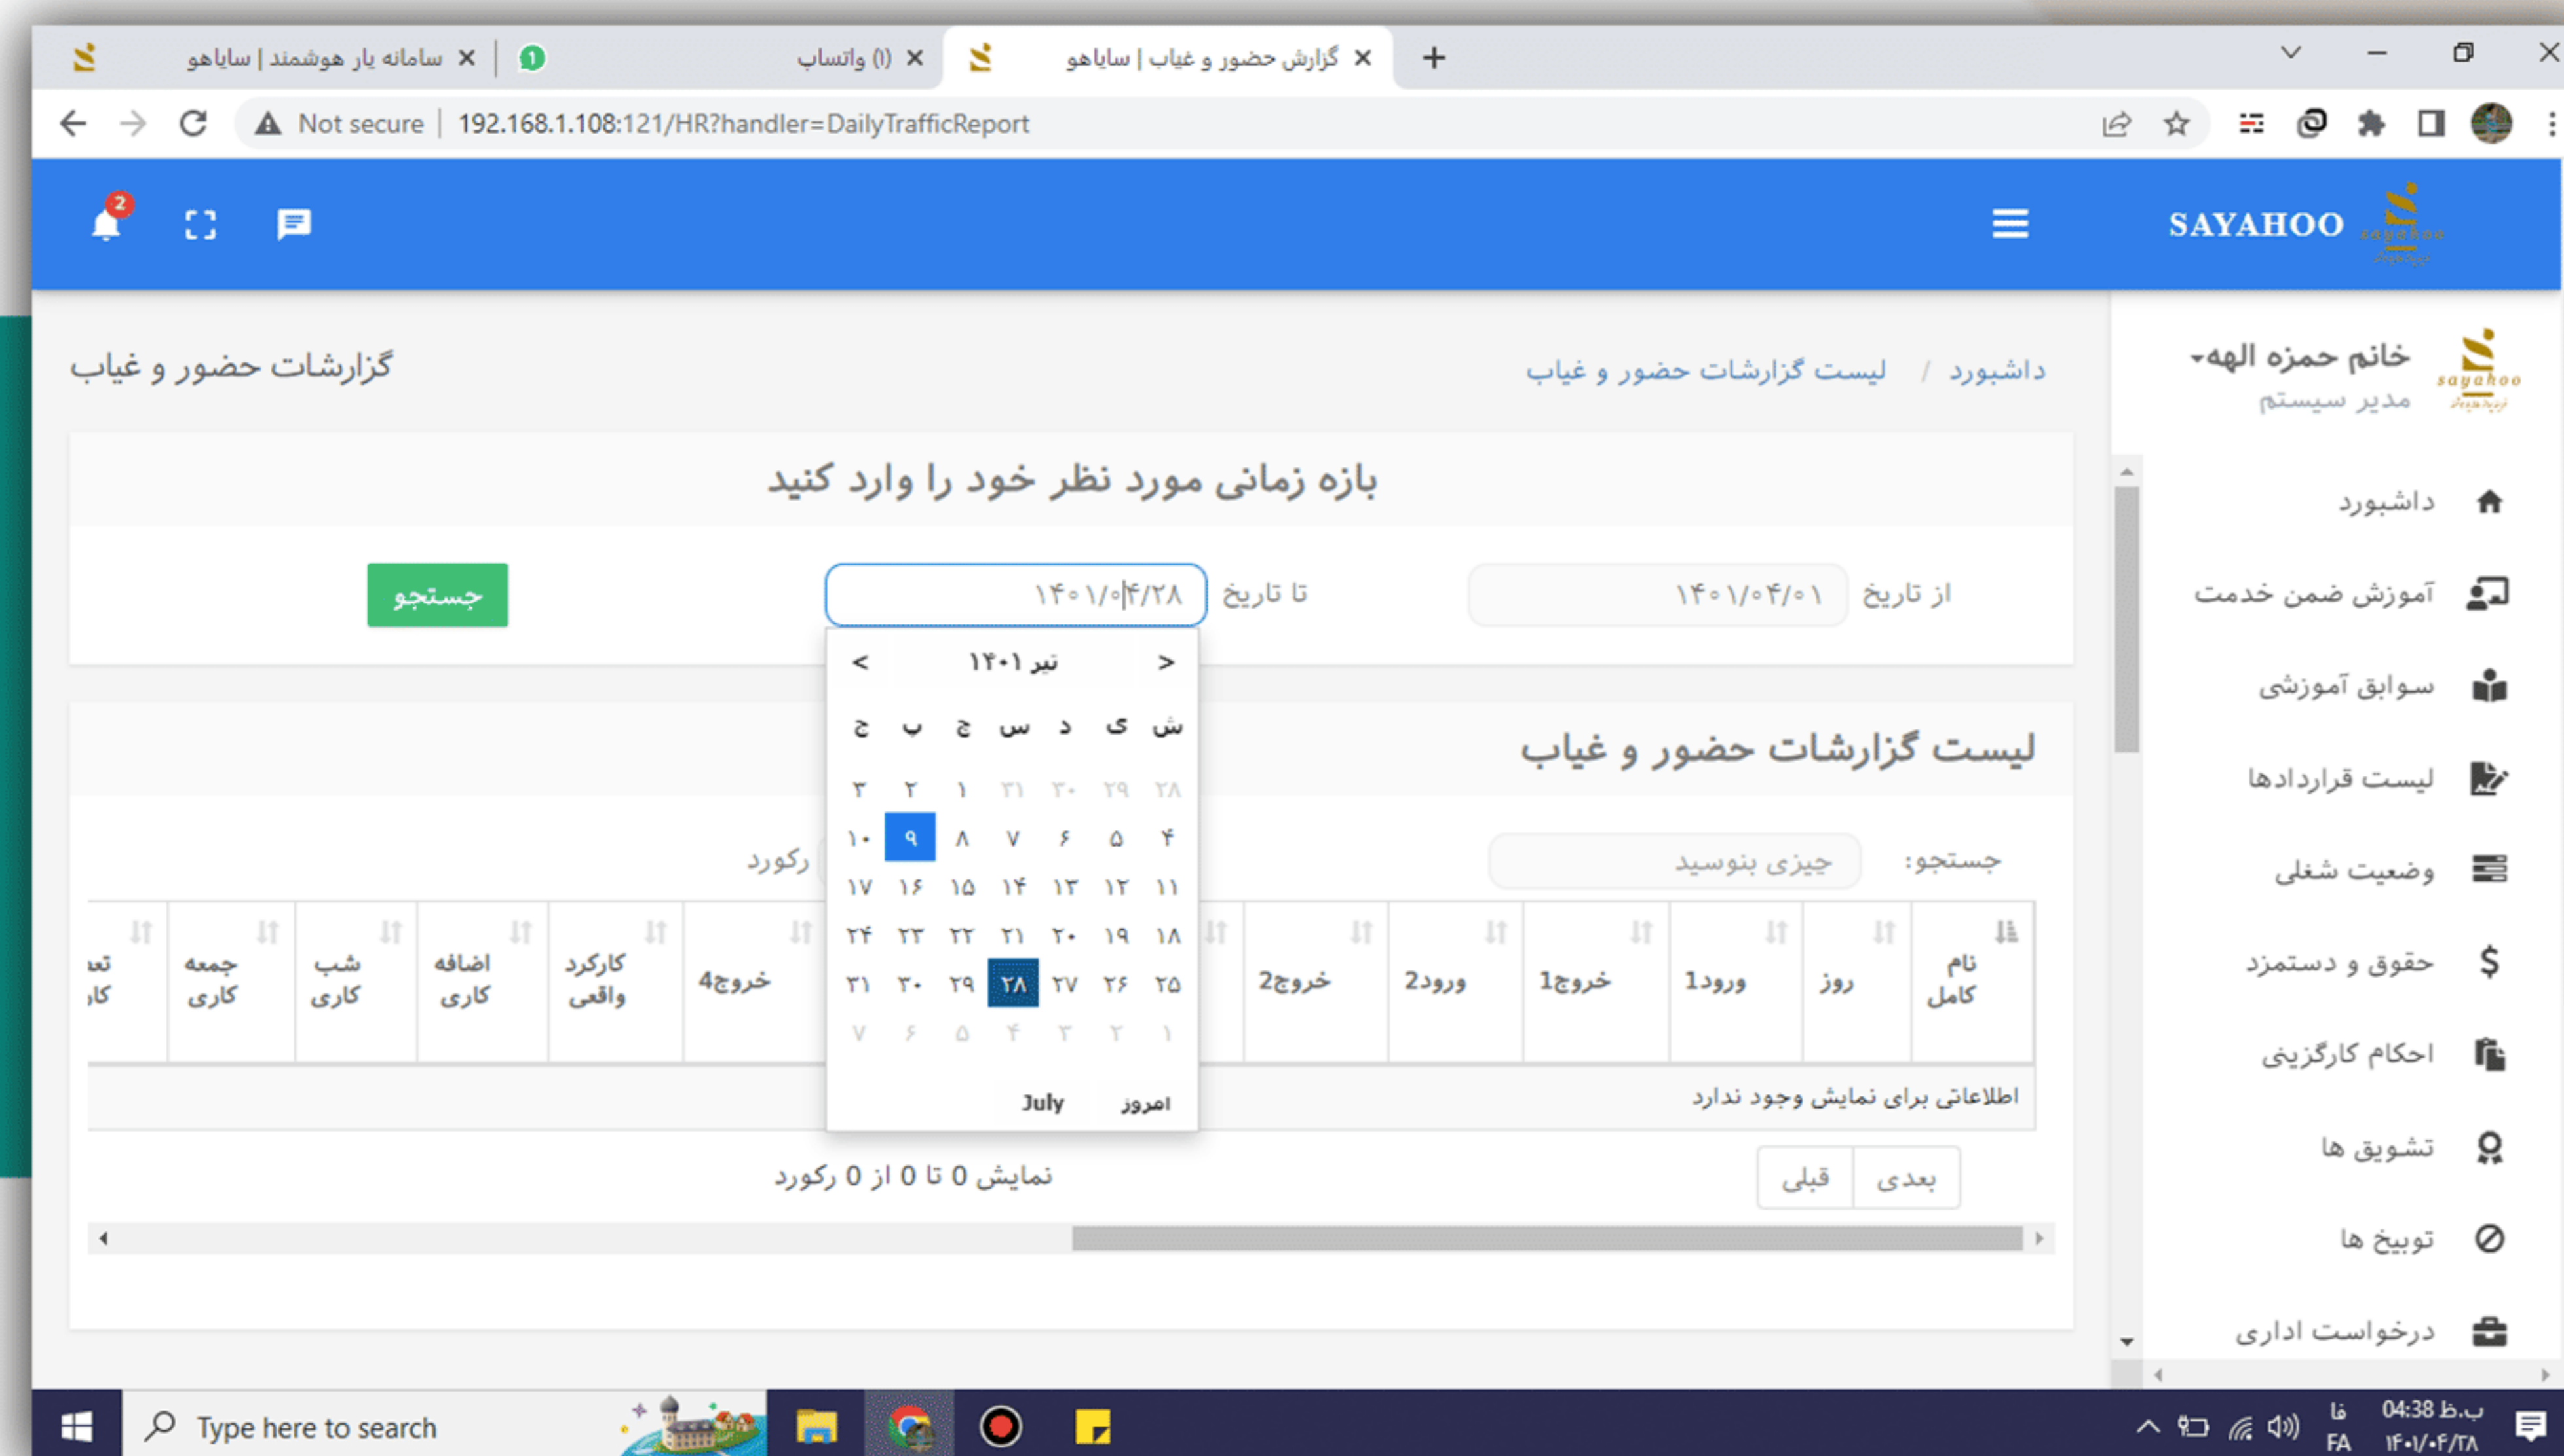 سامانه یار هوشمند | سایاهو
(۱) واتساپ
گزارش حضور و غیاب | سایاهو
Not secure | 192.168.1.108:121/HR?handler=DailyTrafficReport
2
SAYAHOO
sayahoo
خانم حمزه الهه
مدیر سیستم
sayahoo
داشبورد / لیست گزارشات حضور و غیاب
گزارشات حضور و غیاب
بازه زمانی مورد نظر خود را وارد کنید
از تاریخ ۱۴۰۱/۰۴/۰۱ تا تاریخ ۱۴۰۱/۰۴/۲۸ جستجو
تیر ۱۴۰۱
ش ی د س چ پ ج
۲۸ ۲۹ ۳۰ ۳۱ ۱ ۲ ۳
۴ ۵ ۶ ۷ ۸ ۹ ۱۰
۱۱ ۱۲ ۱۳ ۱۴ ۱۵ ۱۶ ۱۷
۱۸ ۱۹ ۲۰ ۲۱ ۲۲ ۲۳ ۲۴
۲۵ ۲۶ ۲۷ ۲۸ ۲۹ ۳۰ ۳۱
۱ ۲ ۳ ۴ ۵ ۶ ۷
امروز July
لیست گزارشات حضور و غیاب
جستجو: چیزی بنوسید
رکورد
نام کامل
روز
ورود1
خروج1
ورود2
خروج2
خروج4
کارکرد واقعی
اضافه کاری
شب کاری
جمعه کاری
اطلاعاتی برای نمایش وجود ندارد
بعدی قبلی
نمایش 0 تا 0 از 0 رکورد
داشبورد
آموزش ضمن خدمت
سوابق آموزشی
لیست قراردادها
وضعیت شغلی
حقوق و دستمزد
احکام کارگزینی
تشویق ها
توبیخ ها
درخواست اداری
Type here to search
فا
FA
04:38 ب.ظ
۱۴۰۱/۰۴/۲۸